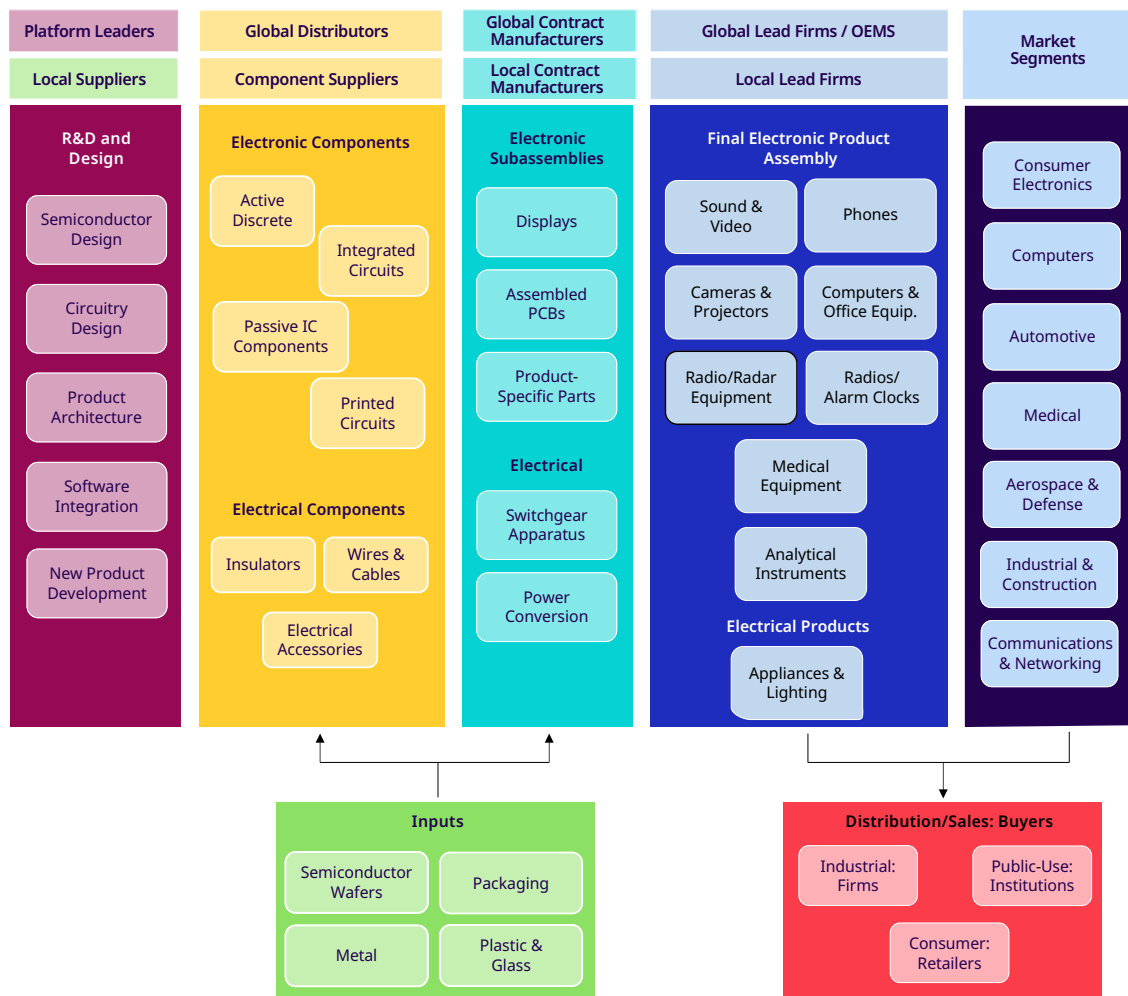 Platform Leaders
Local Suppliers
R&D and
Design
Semiconductor
Design
Circuitry
Design
Product
Architecture
Software
Integration
New Product
Development
Global Distributors
Component Suppliers
Electronic Components
Active
Discrete
Integrated
Circuits
Passive IC
Components
Printed
Circuits
Electrical Components
Insulators
Wires &
Cables
Electrical
Accessories
Global Contract
Manufacturers
Local Contract
Manufacturers
Electronic
Subassemblies
Displays
Assembled
PCBs
Product-
Specific Parts
Electrical
Switchgear
Apparatus
Power
Conversion
Global Lead Firms / OEMS
Local Lead Firms
Final Electronic Product
Assembly
Sound &
Video
Phones
Cameras &
Projectors
Computers &
Office Equip.
Radio/Radar
Equipment
Radios/
Alarm Clocks
Medical
Equipment
Analytical
Instruments
Electrical Products
Appliances &
Lighting
Market
Segments
Consumer
Electronics
Computers
Automotive
Medical
Aerospace &
Defense
Industrial &
Construction
Communications
& Networking
Inputs
Semiconductor
Wafers
Packaging
Metal
Plastic &
Glass
Distribution/Sales: Buyers
Industrial:
Firms
Public-Use:
Institutions
Consumer:
Retailers